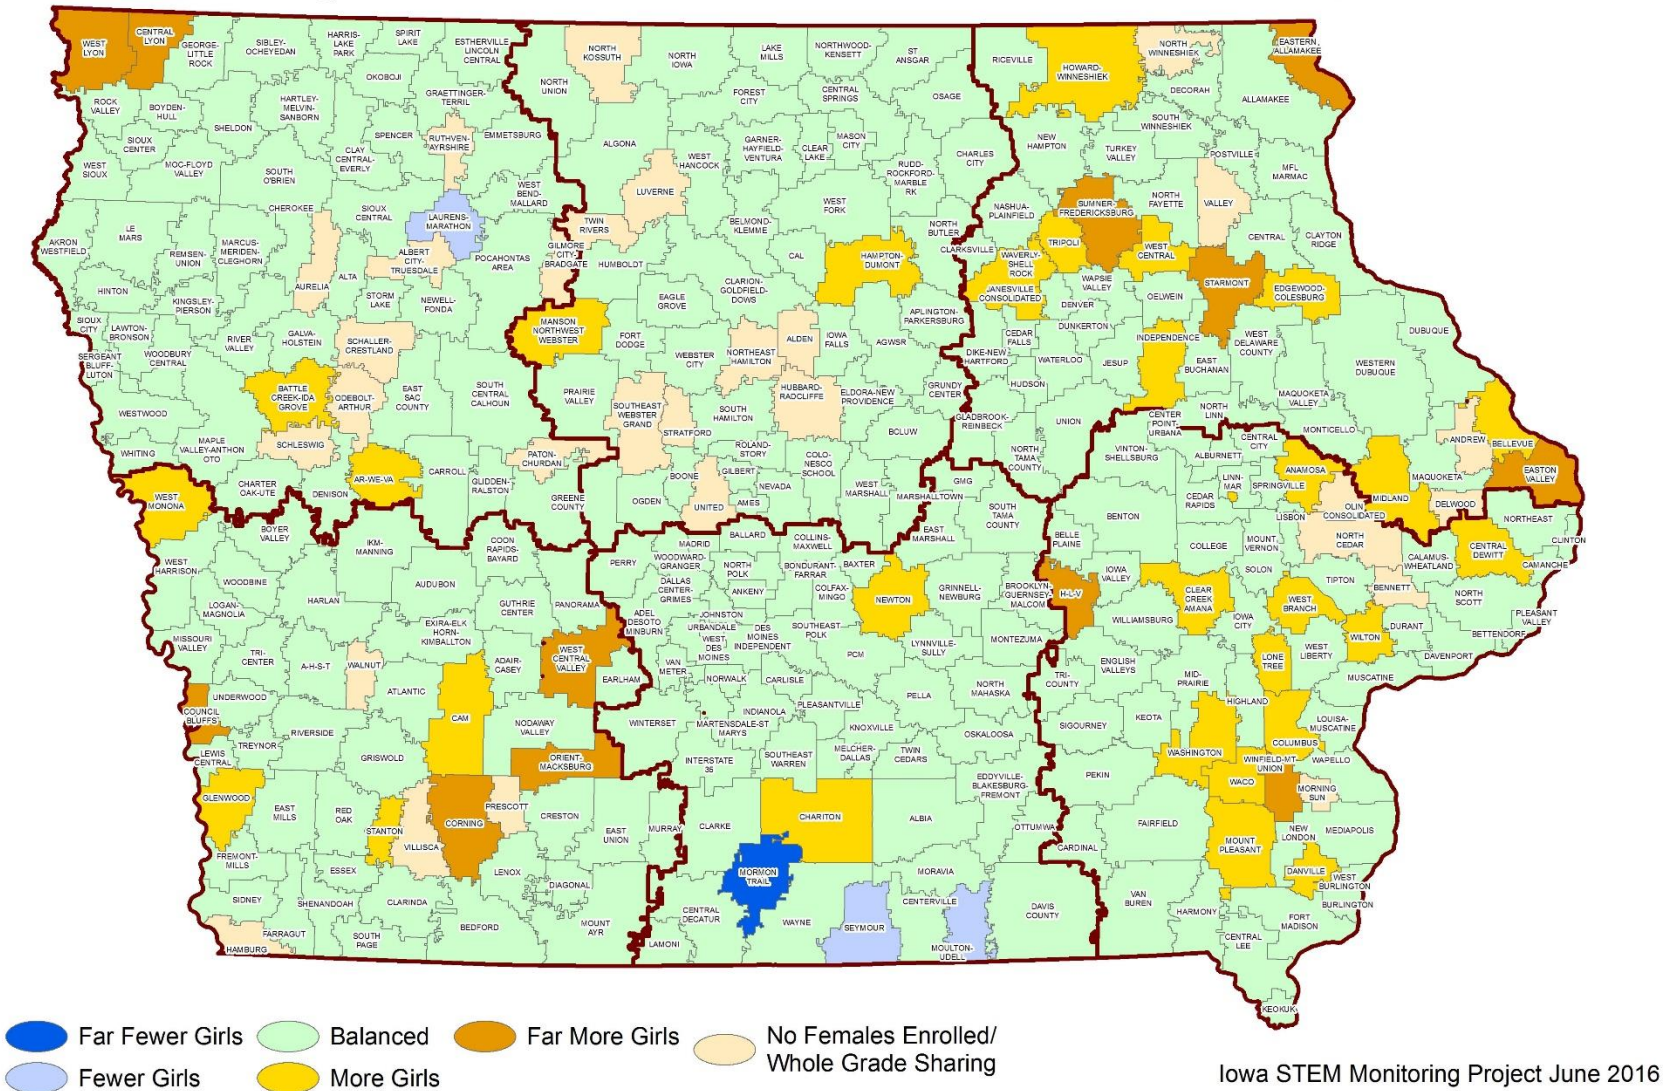 WEST
LYON
CENTRAL
LYON
GEORGE-
LITTLE
ROCK
SIBLEY-
OCHEYEDAN
HARRIS-
LAKE
PARK
SPIRIT
LAKE
ESTHERVILLE
LINCOLN
CENTRAL
OKOBOJI
NORTH
UNION
NORTH
KOSSUTH
NORTH
IOWA
LAKE
MILLS
NORTHWOOD-
KENSETT
ST
ANSGAR
RICEVILLE
HOWARD-
WINNESHIEK
NORTH
WINNESHIEK
EASTERN
ALLAMAKEE
ROCK
VALLEY
BOYDEN-
HULL
SHELDON
HARTLEY-
MELVIN-
SANBORN
GRAETTINGER-
TERRIL
FOREST
CITY
CENTRAL
SPRINGS
OSAGE
DECORAH
ALLAMAKEE
SIOUX
CENTER
SPENCER
RUTHVEN-
AYRSHIRE
EMMETSBURG
ALGONA
GARNER-
HAYFIELD-
VENTURA
CLEAR
LAKE
MASON
CITY
NEW
HAMPTON
TURKEY
VALLEY
SOUTH
WINNESHIEK
POSTVILLE
WEST
SIOUX
MOC-FLOYD
VALLEY
SOUTH
O'BRIEN
CLAY
CENTRAL-
EVERLY
WEST
HANCOCK
RUDD-
ROCKFORD-
MARBLE
RK
CHARLES
CITY
MFL
MARMAC
CHEROKEE
SIOUX
CENTRAL
LAURENS-
MARATHON
WEST
BEND-
MALLARD
LUVERNE
TWIN
RIVERS
BELMOND-
KLEMME
WEST
FORK
NORTH
BUTLER
NASHUA-
PLAINFIELD
SUMNER-
FREDERICKSBURG
NORTH
FAYETTE
VALLEY
AKRON
WESTFIELD
LE
MARS
REMSEN-
UNION
MARCUS-
MERIDEN-
CLEGHORN
ALBERT
CITY-
TRUESDALE
POCAHONTAS
AREA
GILMORE
CITY-
BRADGATE
HUMBOLDT
CAL
HAMPTON-
DUMONT
CLARKSVILLE
WAVERLY-
SHELL
ROCK
TRIPOLI
WEST
CENTRAL
CENTRAL
CLAYTON
RIDGE
HINTON
KINGSLEY-
PIERSON
AURELIA
ALTA
STORM
LAKE
NEWELL-
FONDA
EAGLE
GROVE
CLARION-
GOLDFIELD-
DOWS
JANESVILLE
CONSOLIDATED
WAPSIE
VALLEY
DENVER
OELWEIN
STARMONT
EDGEWOOD-
COLESBURG
SIOUX
CITY
LAWTON-
BRONSON
SERGEANT
BLUFF-
LUTON
WOODBURY
CENTRAL
RIVER
VALLEY
GALVA-
HOLSTEIN
SCHALLER-
CRESTLAND
MANSON
NORTHWEST
WEBSTER
FORT
DODGE
WEBSTER
CITY
NORTHEAST
HAMILTON
ALDEN
IOWA
FALLS
AGWSR
APLINGTON-
PARKERSBURG
CEDAR
FALLS
DUNKERTON
DIKE-NEW
HARTFORD
WATERLOO
JESUP
INDEPENDENCE
EAST
BUCHANAN
WEST
DELAWARE
COUNTY
DUBUQUE
WESTERN
DUBUQUE
BATTLE
CREEK-IDA
GROVE
ODEBOLT-
ARTHUR
EAST
SAC
COUNTY
SOUTH
CENTRAL
CALHOUN
PRAIRIE
VALLEY
SOUTHEAST
WEBSTER
GRAND
STRATFORD
SOUTH
HAMILTON
HUBBARD-
RADCLIFFE
ELDORA-NEW
PROVIDENCE
GRUNDY
CENTER
HUDSON
UNION
MAQUOKETA
VALLEY
WESTWOOD
WHITING
MAPLE
VALLEY-ANTHON
OTO
SCHLESWIG
AR-WE-VA
CARROLL
PATON-
CHURDAN
ROLAND-
STORY
BCLUW
GLADBROOK-
REINBECK
NORTH
TAMA
COUNTY
CENTER
POINT-
URBANA
NORTH
LINN
MONTICELLO
CENTRAL
CITY
ANDREW
BELLEVUE
CHARTER
OAK-UTE
DENISON
GLIDDEN-
RALSTON
GREENE
COUNTY
OGDEN
BOONE
GILBERT
AMES
NEVADA
UNITED
COLO-
NESCO
SCHOOL
WEST
MARSHALL
MARSHALLTOWN
GMG
VINTON-
SHELLSBURG
ALBURNETT
LINN-
MAR
CEDAR
RAPIDS
SPRINGVILLE
ANAMOSA
MIDLAND
MAQUOKETA
EASTON
VALLEY
WEST
MONONA
BOYER
VALLEY
IKM-
MANNING
COON
RAPIDS-
BAYARD
PERRY
MADRID
WOODWARD-
GRANGER
BALLARD
COLLINS-
MAXWELL
EAST
MARSHALL
SOUTH
TAMA
COUNTY
BENTON
LISBON
OLIN
CONSOLIDATED
DELWOOD
NORTHEAST
CLINTON
WEST
HARRISON
WOODBINE
AUDUBON
NORTH
POLK
BONDURANT-
FARRAR
BAXTER
BELLE
PLAINE
COLLEGE
MOUNT
VERNON
NORTH
CEDAR
CALAMUS-
WHEATLAND
CENTRAL
DEWITT
CAMANCHE
LOGAN-
MAGNOLIA
HARLAN
GUTHRIE
CENTER
PANORAMA
DALLAS
CENTER-
GRIMES
ANKENY
COLFAX-
MINGO
NEWTON
GRINNELL-
NEWBURG
BROOKLYN-
GUERNSEY-
MALCOM
H-L-V
IOWA
VALLEY
CLEAR
CREEK
AMANA
SOLON
TIPTON
BENNETT
NORTH
SCOTT
MISSOURI
VALLEY
TRI-
CENTER
A-H-S-T
WALNUT
EXIRA-ELK
HORN-
KIMBALLTON
ADAIR-
CASEY
WEST
CENTRAL
VALLEY
ADEL
DESOTO
MINBURN
JOHNSTON
URBANDALE
WEST
DES
MOINES
DES
MOINES
INDEPENDENT
SOUTHEAST
POLK
LYNNVILLE-
SULLY
MONTEZUMA
WILLIAMSBURG
IOWA
CITY
WEST
BRANCH
WILTON
DURANT
BETTENDORF
PLEASANT
VALLEY
EARLHAM
VAN
METER
NORWALK
CARLISLE
PCM
TRI-
COUNTY
ENGLISH
VALLEYS
MID-
PRAIRIE
LONE
TREE
WEST
LIBERTY
DAVENPORT
MUSCATINE
UNDERWOOD
COUNCIL
BLUFFS
ATLANTIC
CAM
NODAWAY
VALLEY
WINTERSET
MARTENSDALE-ST
MARYS
INDIANOLA
PLEASANTVILLE
PELLA
NORTH
MAHASKA
SIGOURNEY
KEOTA
HIGHLAND
LOUISA-
MUSCATINE
LEWIS
CENTRAL
TREYNOR
RIVERSIDE
GRISWOLD
ORIENT-
MACKSBURG
INTERSTATE
35
SOUTHEAST
WARREN
KNOXVILLE
MELCHER-
DALLAS
TWIN
CEDARS
OSKALOOSA
PEKIN
WASHINGTON
COLUMBUS
WINFIELD-MT
UNION
WAPELLO
GLENWOOD
EAST
MILLS
RED
OAK
STANTON
VILLISCA
CORNING
PRESCOTT
CRESTON
EAST
UNION
MURRAY
CLARKE
CHARITON
ALBIA
EDDYVILLE-
BLAKESBURG-
FREMONT
OTTUMWA
CARDINAL
FAIRFIELD
WACO
MORNING
SUN
MOUNT
PLEASANT
NEW
LONDON
MEDIAPOLIS
FREMONT-
MILLS
ESSEX
LENOX
DIAGONAL
MORMON
TRAIL
MORAVIA
DANVILLE
WEST
BURLINGTON
BURLINGTON
SIDNEY
SHENANDOAH
CLARINDA
BEDFORD
MOUNT
AYR
CENTRAL
DECATUR
WAYNE
SEYMOUR
CENTERVILLE
DAVIS
COUNTY
VAN
BUREN
HARMONY
FORT
MADISON
HAMBURG
FARRAGUT
SOUTH
PAGE
LAMONI
MOULTON-
UDELL
CENTRAL
LEE
KEOKUK
Far Fewer Girls
Balanced
Far More Girls
No Females Enrolled/
Whole Grade Sharing
Fewer Girls
More Girls
Iowa STEM Monitoring Project June 2016